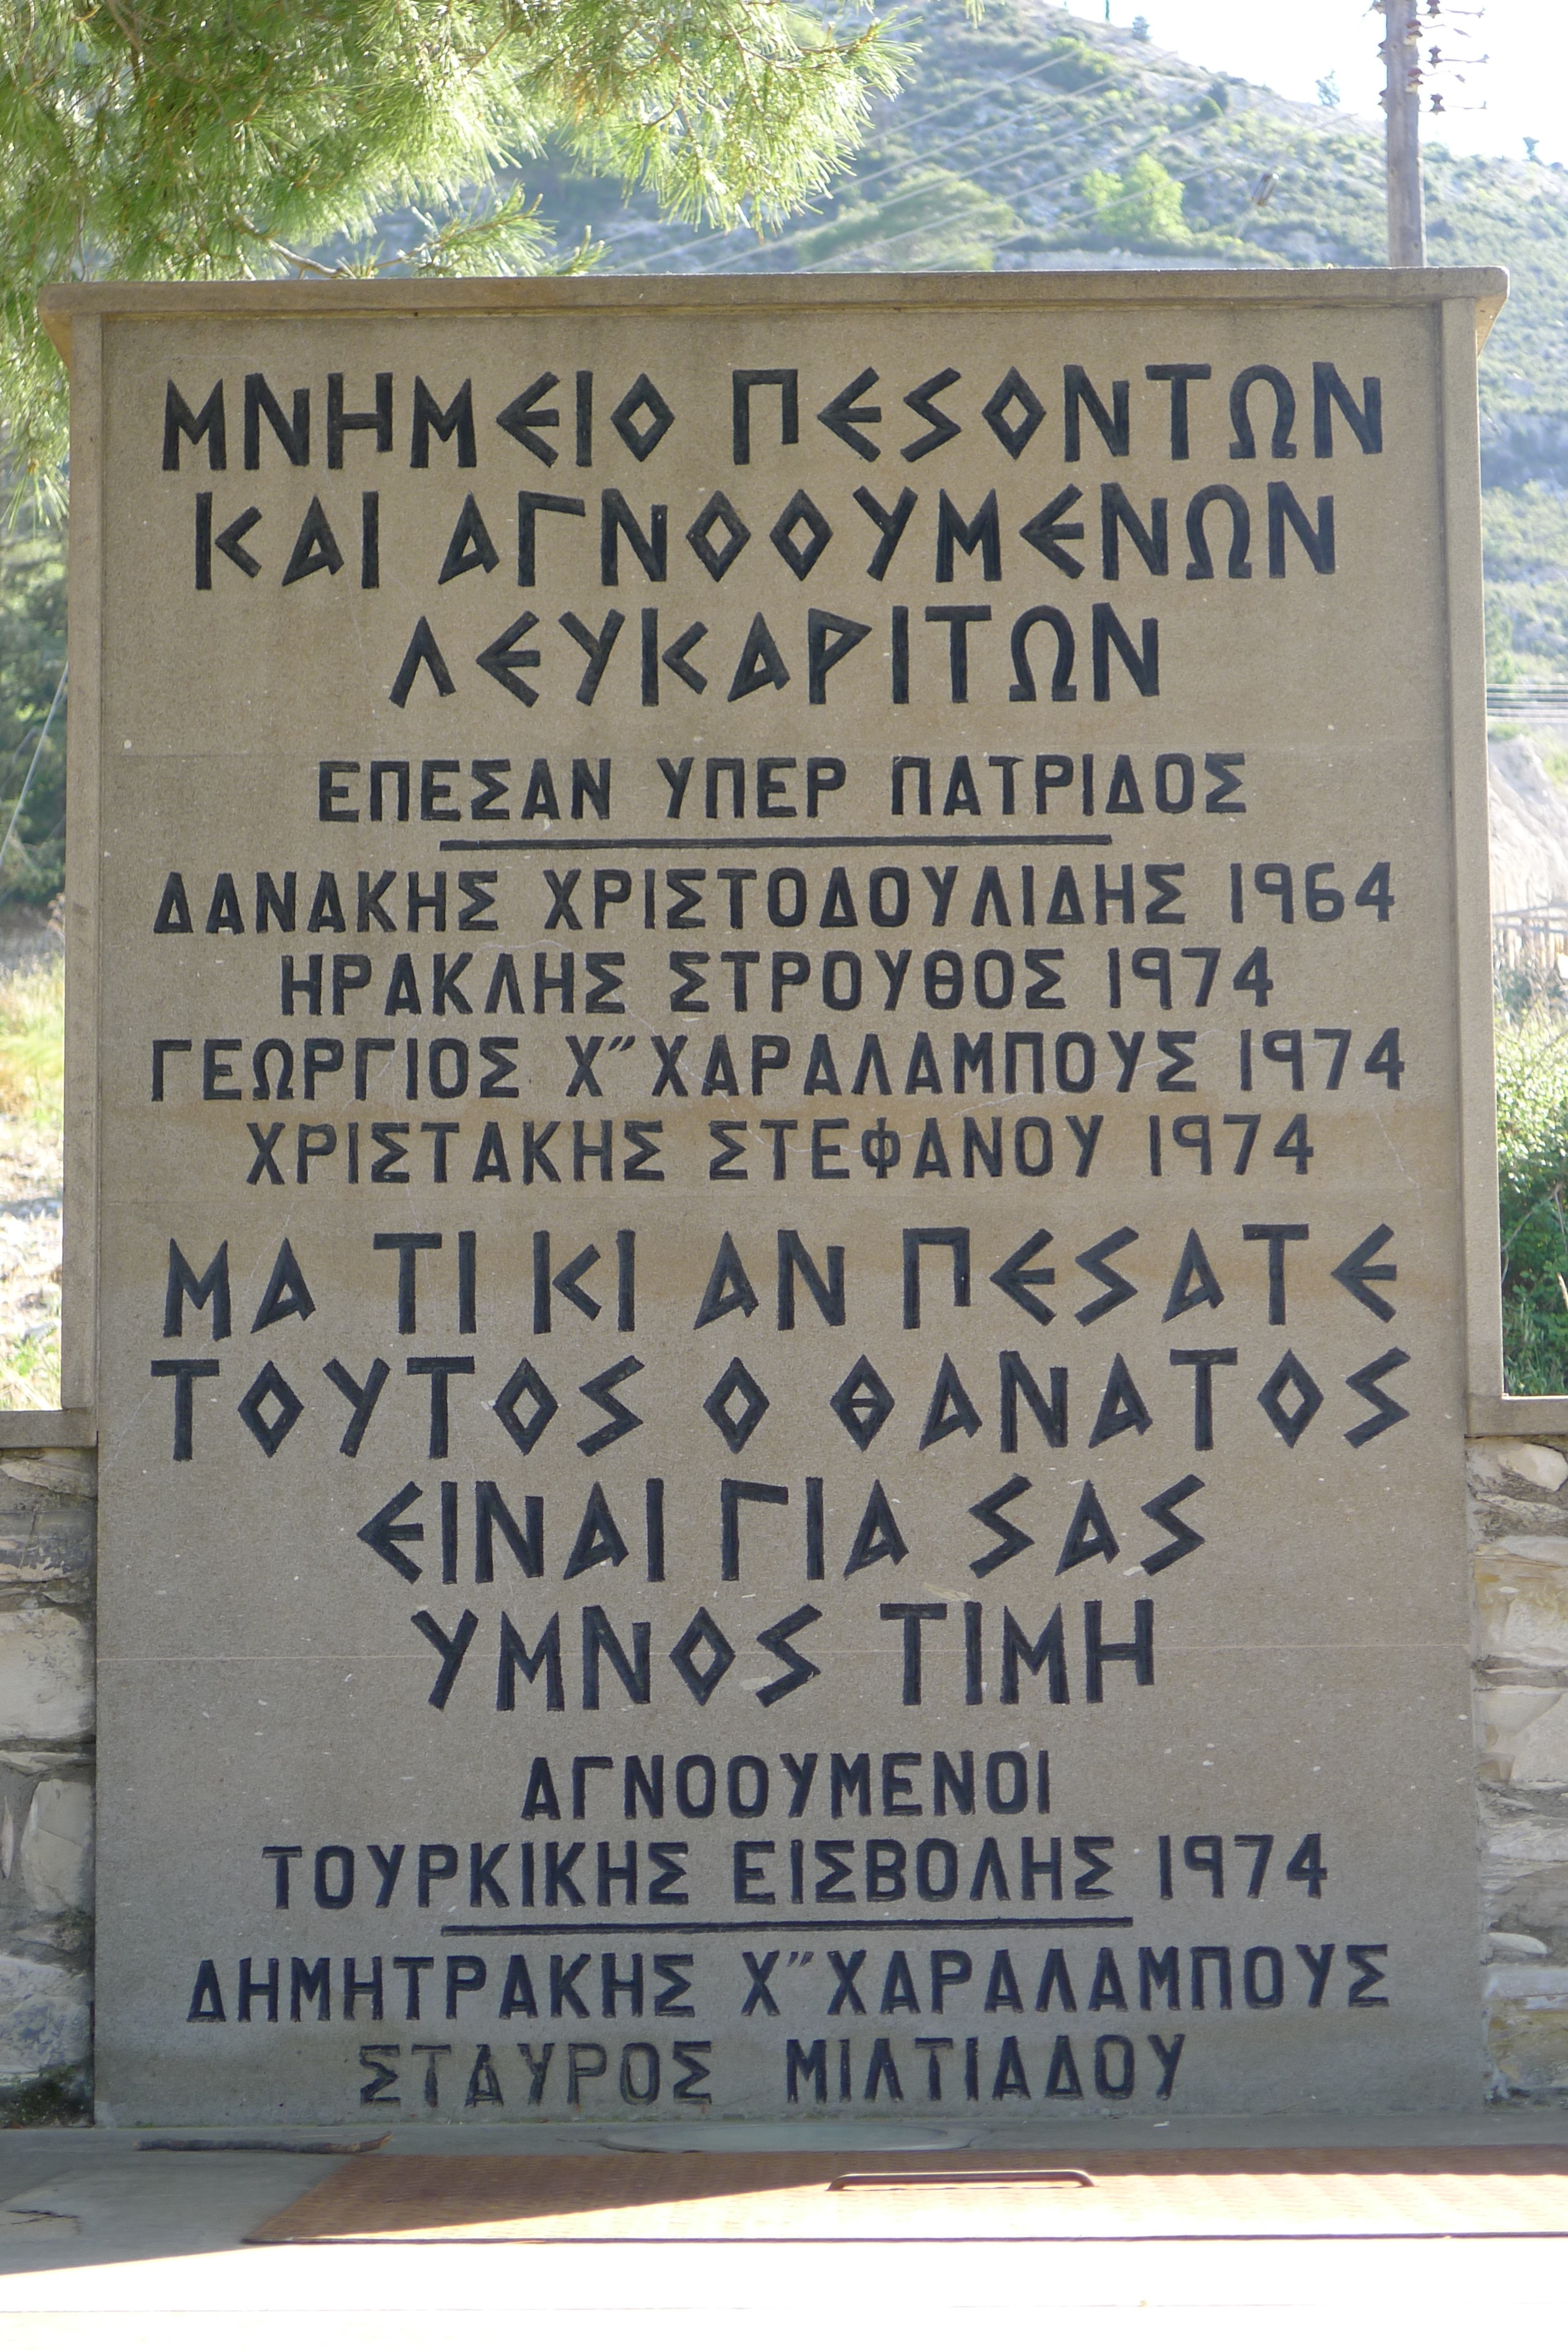 ΜΝΗΜΕΙΟ ΠΕΣΟΝΤΩΝ
ΚΑΙ ΑΓΝΟΟΥΜΕΝΩΝ
ΛΕΥΚΑΡΙΤΩΝ
ΕΠΕΣΑΝ ΥΠΕΡ ΠΑΤΡΙΔΟΣ
ΔΑΝΑΚΗΣ ΧΡΙΣΤΟΔΟΥΛΙΔΗΣ 1964
ΗΡΑΚΛΗΣ ΣΤΡΟΥΘΟΣ 1974
ΓΕΩΡΓΙΟΣ Χ"ΧΑΡΑΛΑΜΠΟΥΣ 1974
ΧΡΙΣΤΑΚΗΣ ΣΤΕΦΑΝΟΥ 1974
ΜΑ ΤΙ ΚΙ ΑΝ ΠΕΣΑΤΕ
ΤΟΥΤΟΣ Ο ΘΑΝΑΤΟΣ
ΕΙΝΑΙ ΓΙΑ ΣΑΣ
ΥΜΝΟΣ ΤΙΜΗ
ΑΓΝΟΟΥΜΕΝΟΙ
ΤΟΥΡΚΙΚΗΣ ΕΙΣΒΟΛΗΣ 1974
ΔΗΜΗΤΡΑΚΗΣ Χ"ΧΑΡΑΛΑΜΠΟΥΣ
ΣΤΑΥΡΟΣ ΜΙΛΤΙΑΔΟΥ